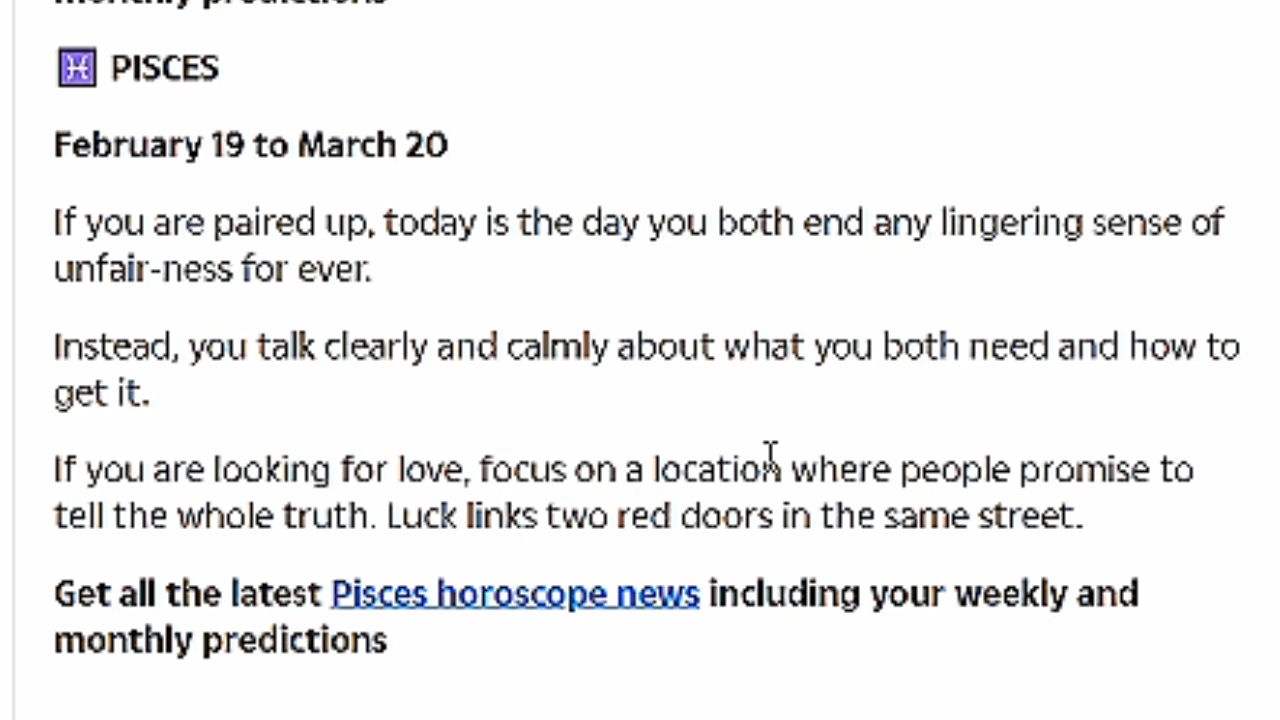 monthly predictions
♓ PISCES
February 19 to March 20
If you are paired up, today is the day you both end any lingering sense of
unfair-ness for ever.
Instead, you talk clearly and calmly about what you both need and how to
get it.
If you are looking for love, focus on a location where people promise to
tell the whole truth. Luck links two red doors in the same street.
Get all the latest Pisces horoscope news including your weekly and
monthly predictions